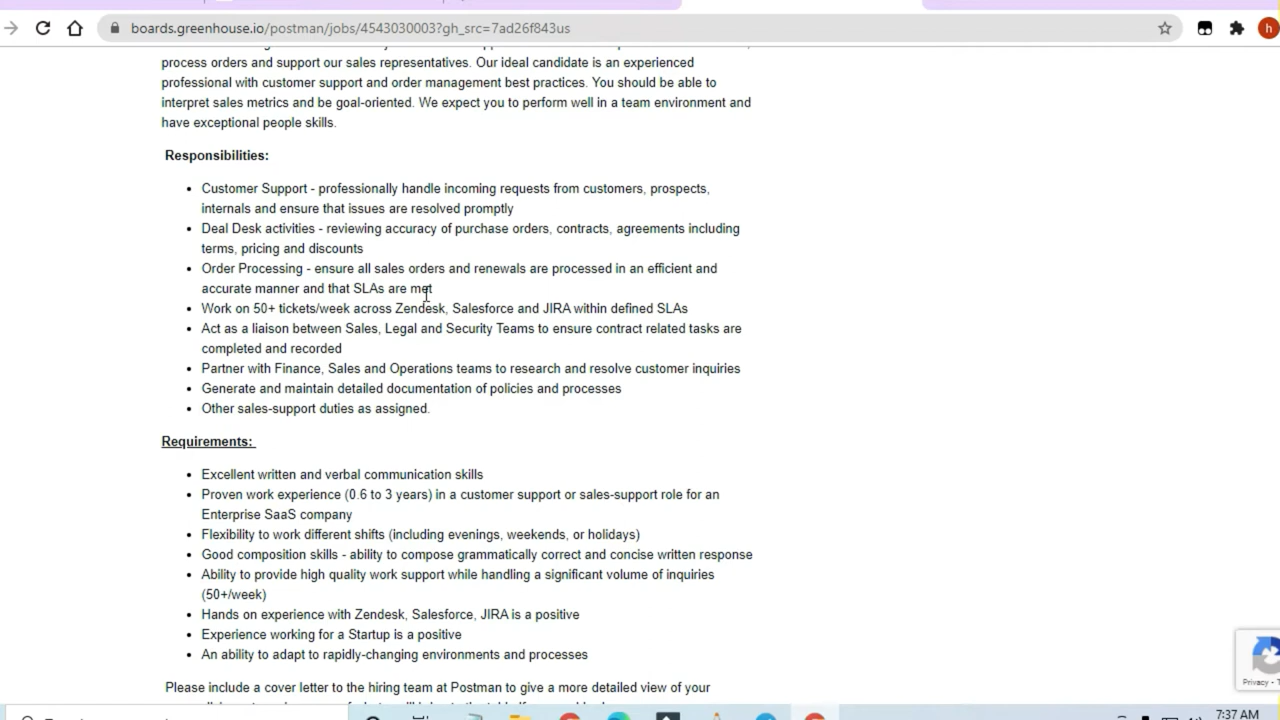 boards.greenhouse.io/postman/jobs/4543030003?gh_src=7ad26f843us
h
process orders and support our sales representatives. Our ideal candidate is an experienced
professional with customer support and order management best practices. You should be able to
interpret sales metrics and be goal-oriented. We expect you to perform well in a team environment and
have exceptional people skills.
Responsibilities:
• Customer Support - professionally handle incoming requests from customers, prospects,
internals and ensure that issues are resolved promptly
• Deal Desk activities - reviewing accuracy of purchase orders, contracts, agreements including
terms, pricing and discounts
• Order Processing - ensure all sales orders and renewals are processed in an efficient and
accurate manner and that SLAs are met
• Work on 50+ tickets/week across Zendesk, Salesforce and JIRA within defined SLAs
• Act as a liaison between Sales, Legal and Security Teams to ensure contract related tasks are
completed and recorded
• Partner with Finance, Sales and Operations teams to research and resolve customer inquiries
• Generate and maintain detailed documentation of policies and processes
• Other sales-support duties as assigned.
Requirements:
• Excellent written and verbal communication skills
• Proven work experience (0.6 to 3 years) in a customer support or sales-support role for an
Enterprise SaaS company
• Flexibility to work different shifts (including evenings, weekends, or holidays)
• Good composition skills - ability to compose grammatically correct and concise written response
• Ability to provide high quality work support while handling a significant volume of inquiries
(50+/week)
• Hands on experience with Zendesk, Salesforce, JIRA is a positive
• Experience working for a Startup is a positive
• An ability to adapt to rapidly-changing environments and processes
Please include a cover letter to the hiring team at Postman to give a more detailed view of your
Privacy - T
7:37 AM